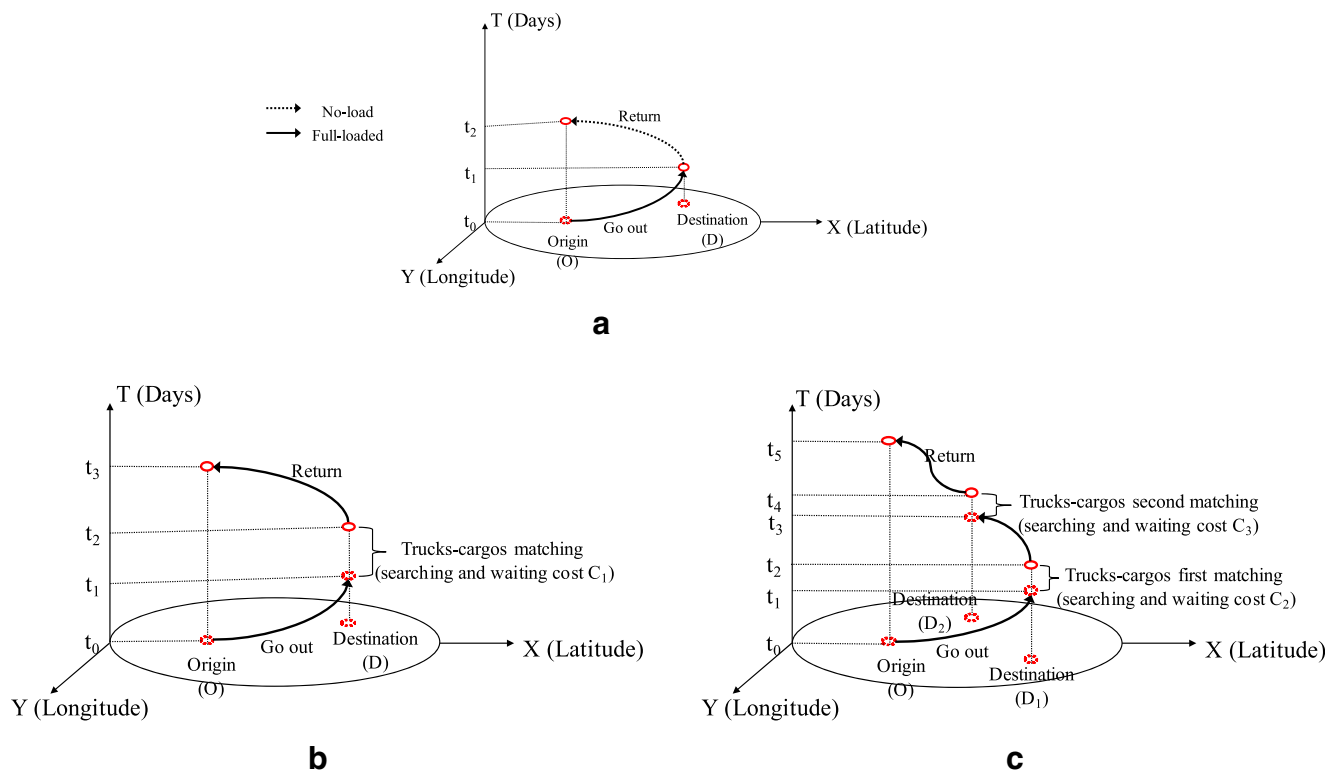 T (Days)
No-load
Full-loaded
Return
t₂
t₁
t₀
Go out
Origin
(O)
Destination
(D)
X (Latitude)
Y (Longitude)
a
T (Days)
t₃
Return
t₂
Trucks-cargos matching
(searching and waiting cost C₁)
t₁
t₀
Go out
Origin
(O)
Destination
(D)
X (Latitude)
Y (Longitude)
b
T (Days)
t₅
Return
t₄
Trucks-cargos second matching
(searching and waiting cost C₃)
t₃
t₂
Trucks-cargos first matching
(searching and waiting cost C₂)
t₁
Destination
(D₂)
t₀
Go out
Origin
(O)
Destination
(D₁)
X (Latitude)
Y (Longitude)
c